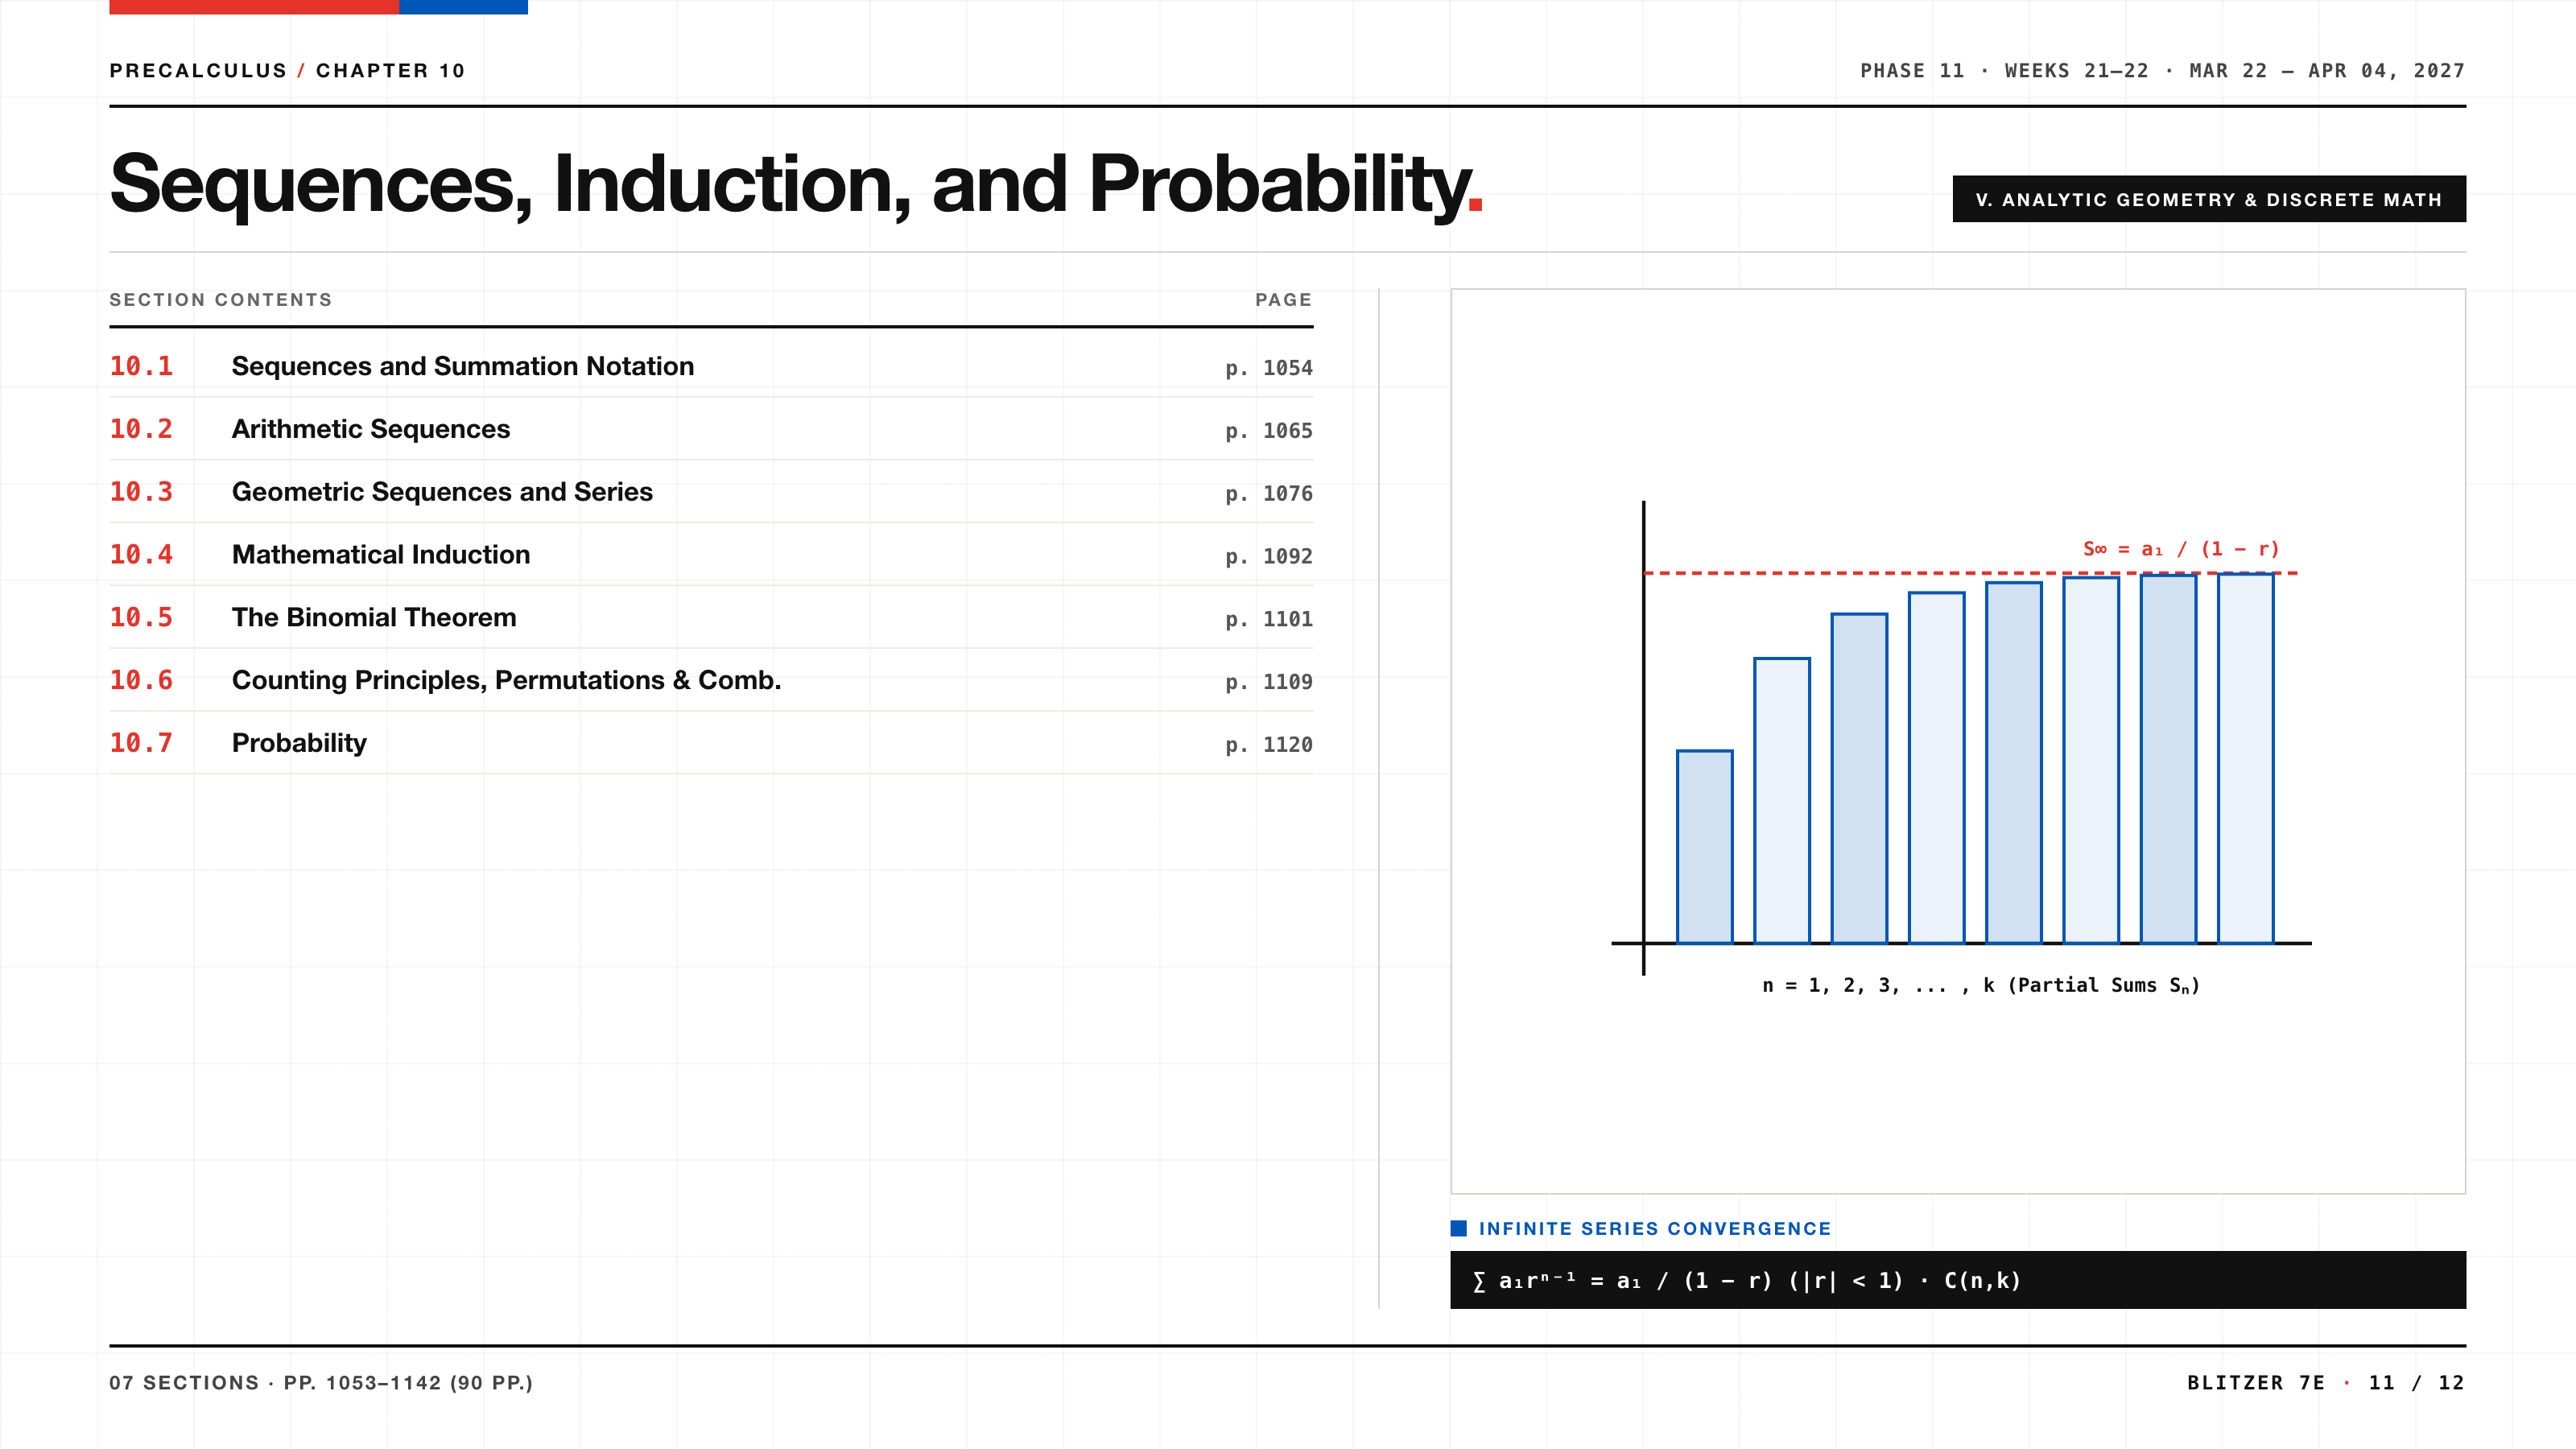 PRECALCULUS / CHAPTER 10
PHASE 11 · WEEKS 21–22 · MAR 22 – APR 04, 2027
Sequences, Induction, and Probability.
V. ANALYTIC GEOMETRY & DISCRETE MATH
SECTION CONTENTS PAGE
10.1 Sequences and Summation Notation p. 1054
10.2 Arithmetic Sequences p. 1065
10.3 Geometric Sequences and Series p. 1076
10.4 Mathematical Induction p. 1092
10.5 The Binomial Theorem p. 1101
10.6 Counting Principles, Permutations & Comb. p. 1109
10.7 Probability p. 1120
S∞ = a₁ / (1 − r)
n = 1, 2, 3, ... , k (Partial Sums Sₙ)
INFINITE SERIES CONVERGENCE
∑ a₁rⁿ⁻¹ = a₁ / (1 − r) (|r| < 1) · C(n,k)
07 SECTIONS · PP. 1053–1142 (90 PP.)
BLITZER 7E · 11 / 12